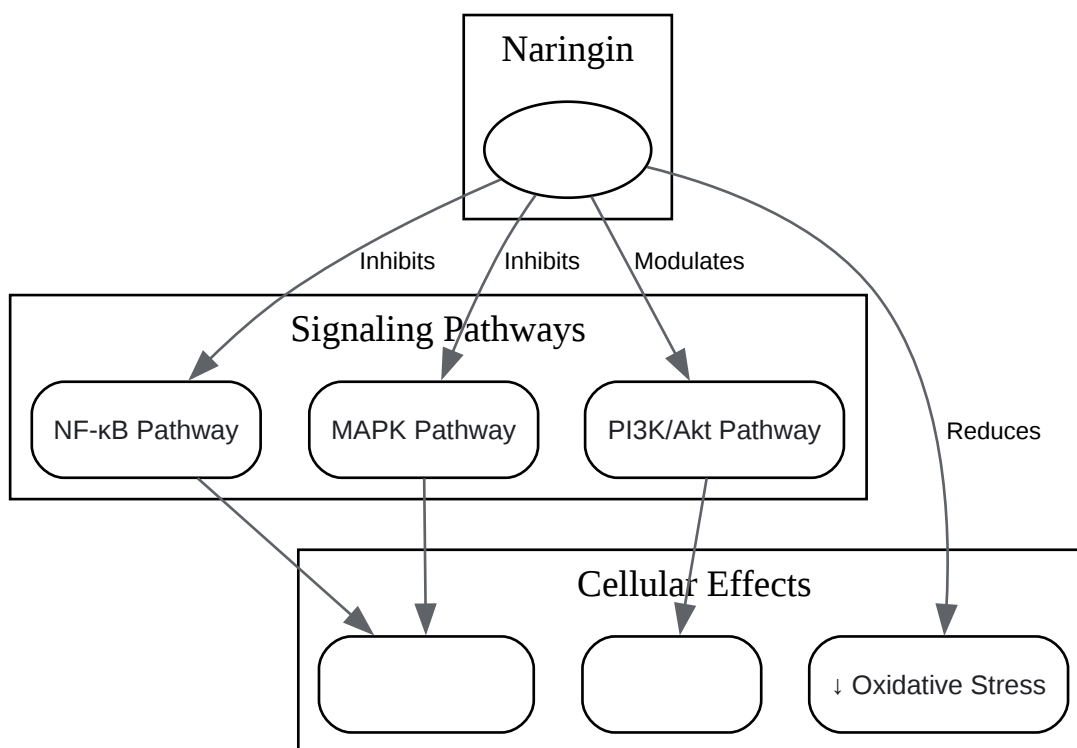 Naringin
Inhibits
Inhibits
Modulates
Signaling Pathways
NF-κB Pathway
MAPK Pathway
PI3K/Akt Pathway
Reduces
Cellular Effects
↓ Oxidative Stress